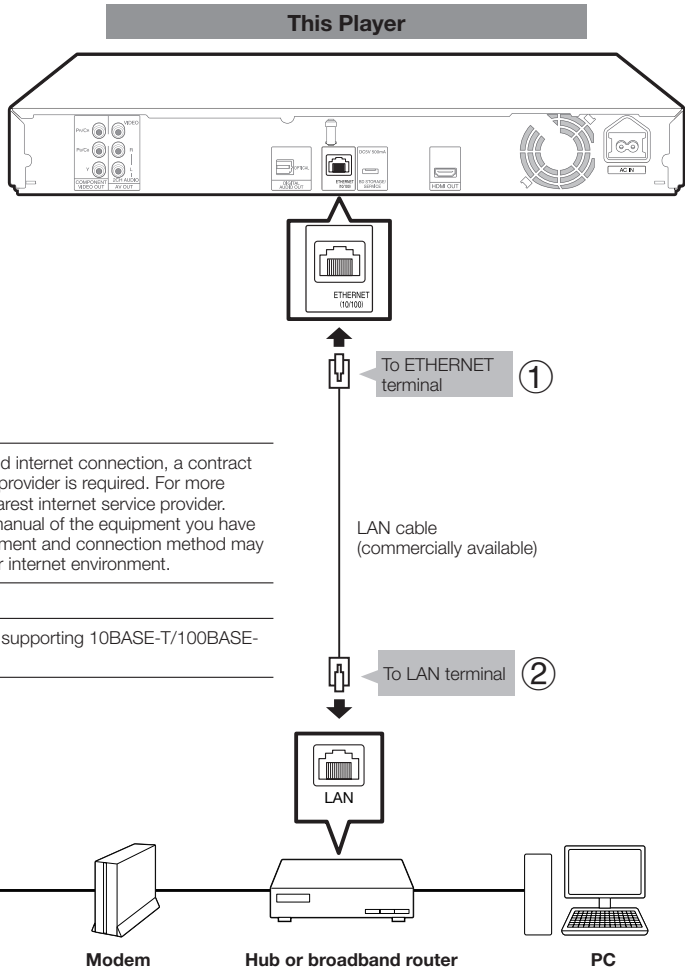 This Player
PR/CR
VIDEO
PB/CB
R
Y
L
COMPONENT
VIDEO OUT
2CH AUDIO
AV OUT
OPTICAL
DIGITAL
AUDIO OUT
ETHERNET
(10/100)
DC5V 500mA
BD STORAGE/
SERVICE
HDMI OUT
AC IN
ETHERNET
(10/100)
To ETHERNET
terminal
①
d internet connection, a contract
provider is required. For more
arest internet service provider.
manual of the equipment you have
ment and connection method may
r internet environment.
LAN cable
(commercially available)
supporting 10BASE-T/100BASE-
To LAN terminal
②
LAN
Modem
Hub or broadband router
PC